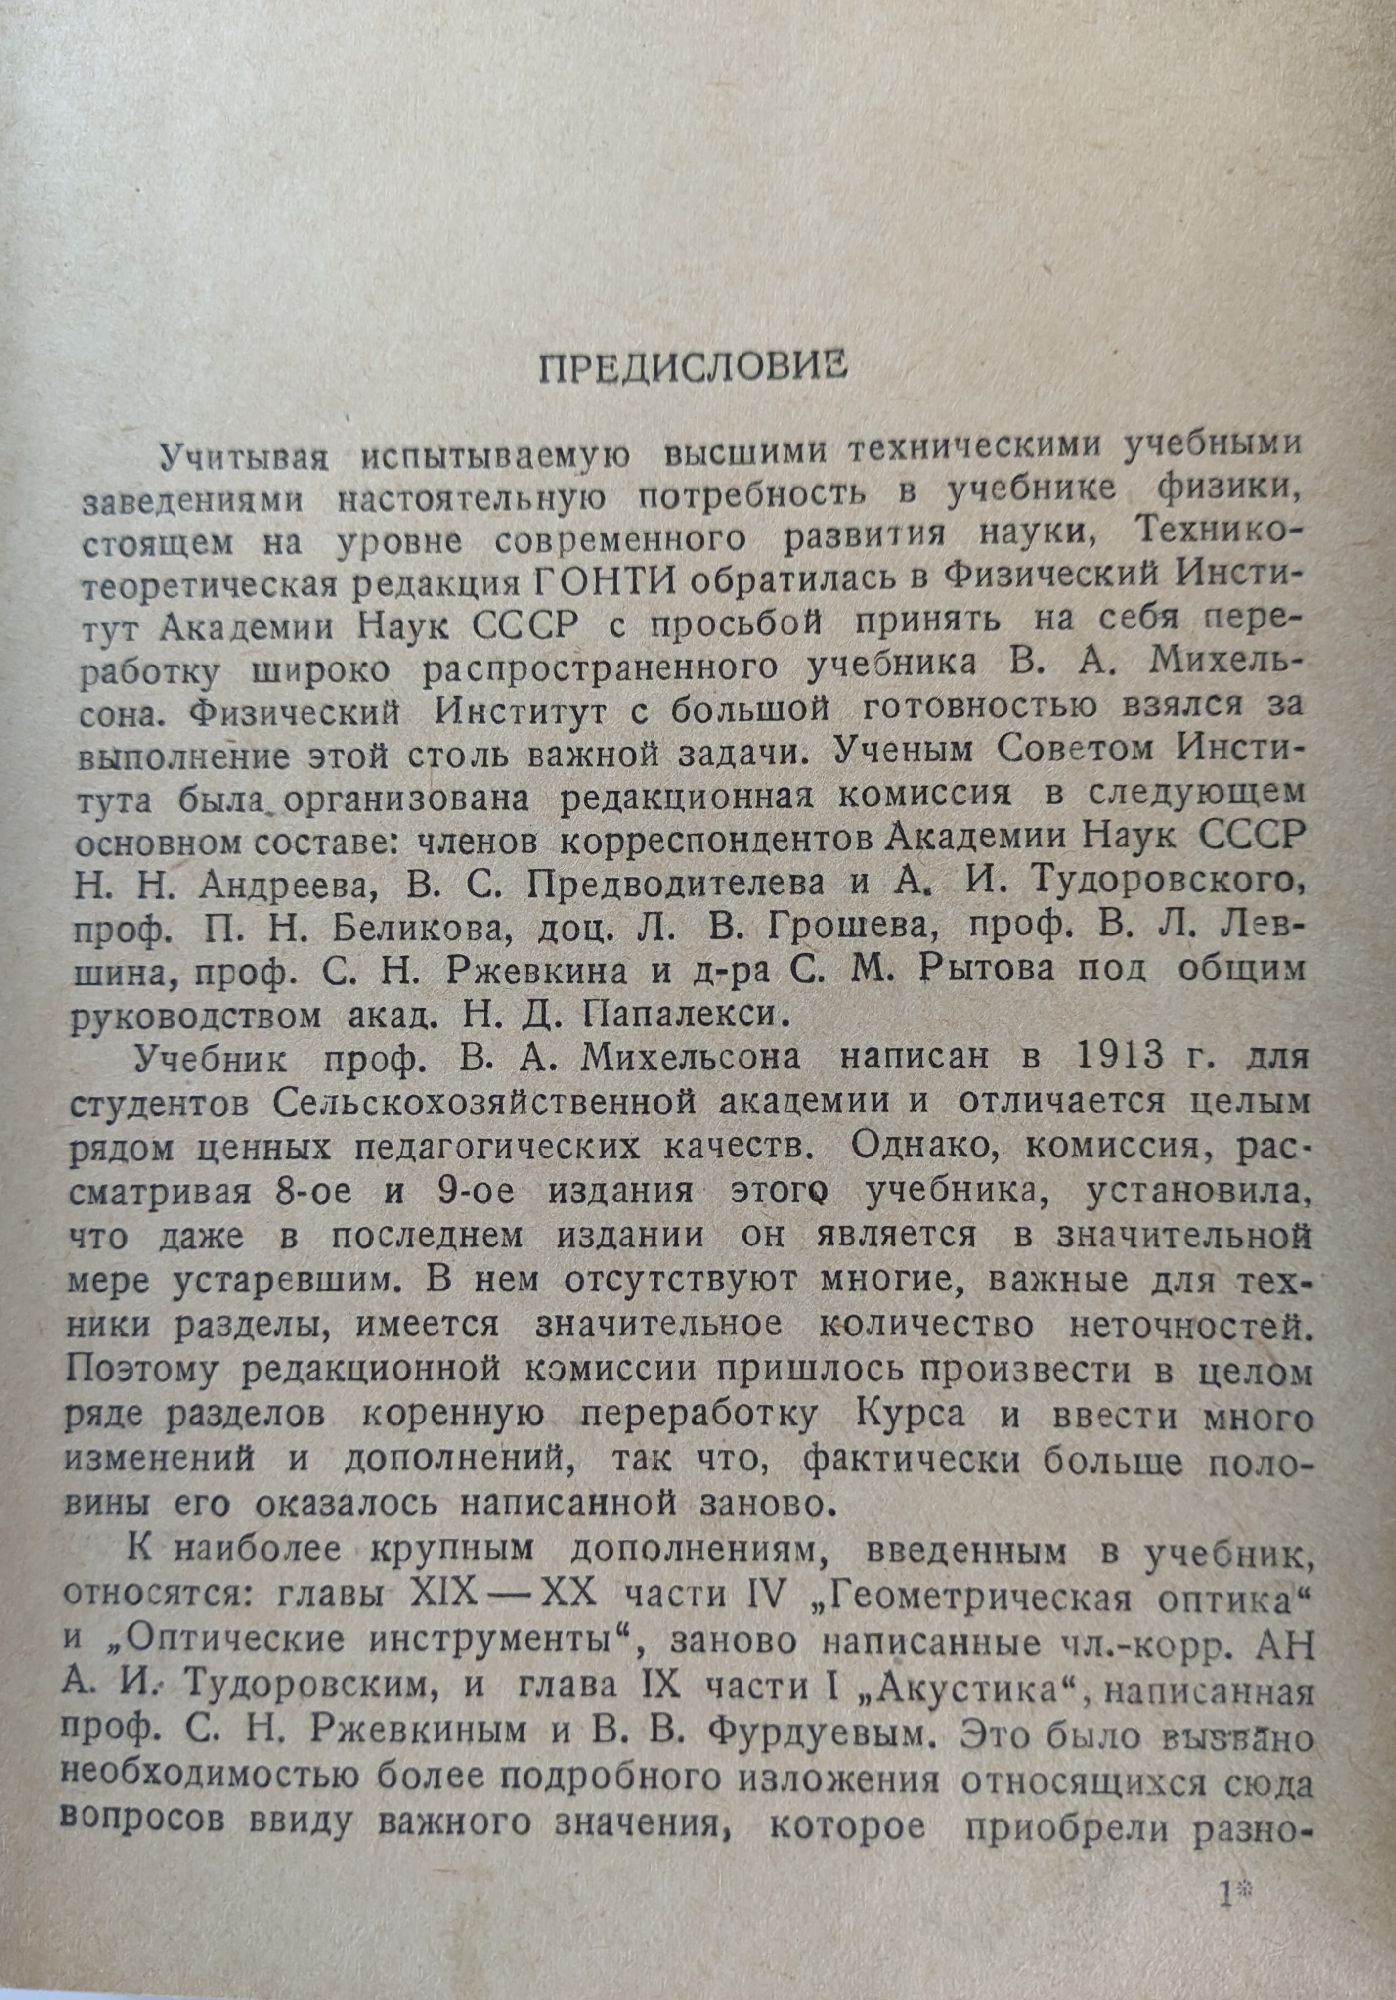 ПРЕДИСЛОВИЕ
Учитывая испытываемую высшими техническими учебными
заведениями настоятельную потребность в учебнике физики,
стоящем на уровне современного развития науки, Технико-
теоретическая редакция ГОНТИ обратилась в Физический Инсти-
тут Академии Наук СССР с просьбой принять на себя пере-
работку широко распространенного учебника В. А. Михель-
сона. Физический Институт с большой готовностью взялся за
выполнение этой столь важной задачи. Ученым Советом Инсти-
тута была организована редакционная комиссия в следующем
основном составе: членов корреспондентов Академии Наук СССР
Н. Н. Андреева, В. С. Предводителева и А. И. Тудоровского,
проф. П. Н. Беликова, доц. Л. В. Грошева, проф. В. Л. Лев-
шина, проф. С. Н. Ржевкина и д-ра С. М. Рытова под общим
руководством акад. Н. Д. Папалекси.
Учебник проф. В. А. Михельсона написан в 1913 г. для
студентов Сельскохозяйственной академии и отличается целым
рядом ценных педагогических качеств. Однако, комиссия, рас-
сматривая 8-ое и 9-ое издания этого учебника, установила,
что даже в последнем издании он является в значительной
мере устаревшим. В нем отсутствуют многие, важные для тех-
ники разделы, имеется значительное количество неточностей.
Поэтому редакционной комиссии пришлось произвести в целом
ряде разделов коренную переработку Курса и ввести много
изменений и дополнений, так что, фактически больше поло-
вины его оказалось написанной заново.
К наиболее крупным дополнениям, введенным в учебник,
относятся: главы XIX — XX части IV „Геометрическая оптика“
и „Оптические инструменты“, заново написанные чл.-корр. АН
А. И. Тудоровским, и глава IX части I „Акустика“, написанная
проф. С. Н. Ржевкиным и В. В. Фурдуевым. Это было вызвано
необходимостью более подробного изложения относящихся сюда
вопросов ввиду важного значения, которое приобрели разно-
1*